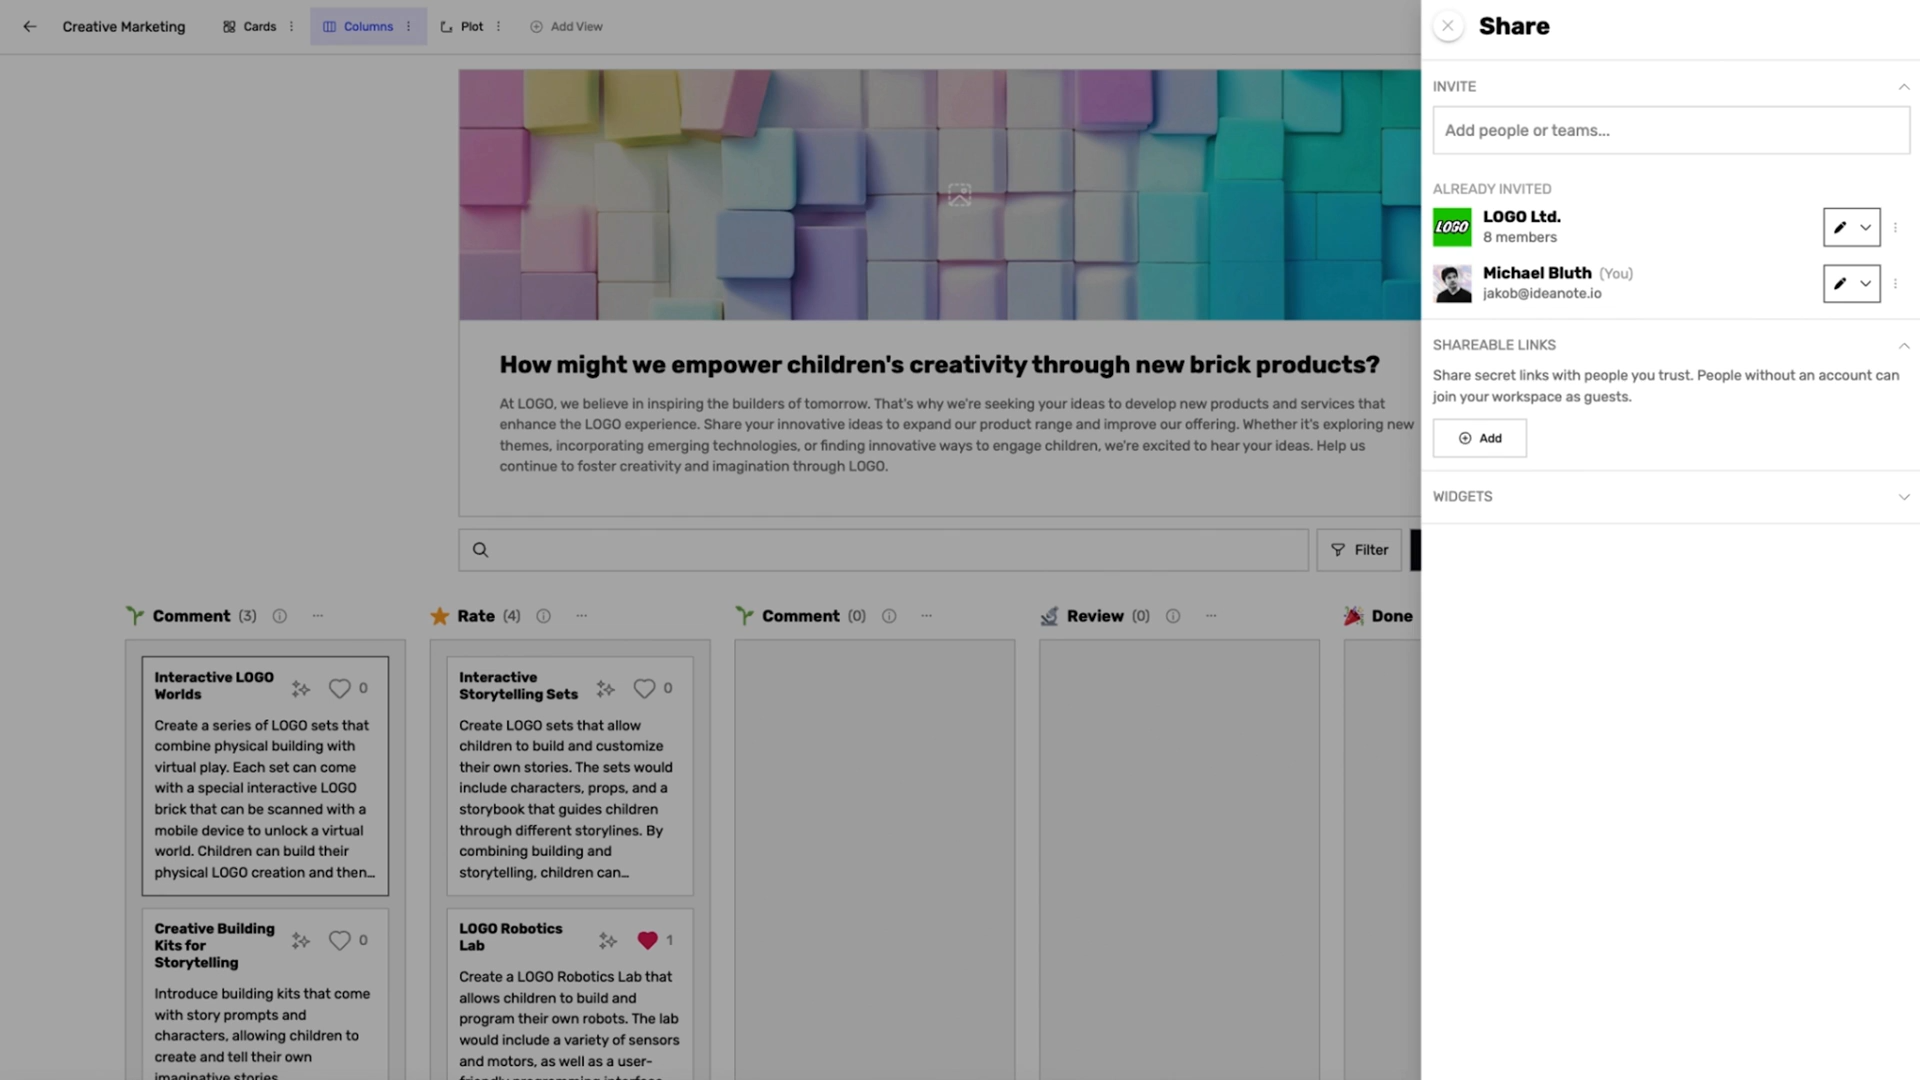 Creative Marketing
Cards
Columns
Plot
Add View
How might we empower children's creativity through new brick products?
At LOGO, we believe in inspiring the builders of tomorrow. That's why we're seeking your ideas to develop new products and services that
enhance the LOGO experience. Share your innovative ideas to expand our product range and improve our offering. Whether it's exploring new
themes, incorporating emerging technologies, or finding innovative ways to engage children, we're excited to hear your ideas. Help us
continue to foster creativity and imagination through LOGO.
Filter
Comment (3)
Interactive LOGO
Worlds
0
Create a series of LOGO sets that
combine physical building with
virtual play. Each set can come
with a special interactive LOGO
brick that can be scanned with a
mobile device to unlock a virtual
world. Children can build their
physical LOGO creation and then...
Creative Building
Kits for
Storytelling
0
Introduce building kits that come
with story prompts and
characters, allowing children to
create and tell their own
imaginative stories.
Rate (4)
Interactive
Storytelling Sets
0
Create LOGO sets that allow
children to build and customize
their own stories. The sets would
include characters, props, and a
storybook that guides children
through different storylines. By
combining building and
storytelling, children can...
LOGO Robotics
Lab
1
Create a LOGO Robotics Lab that
allows children to build and
program their own robots. The lab
would include a variety of sensors
and motors, as well as a user-
friendly programming interface
Comment (0)
Review (0)
Done
Share
INVITE
Add people or teams...
ALREADY INVITED
LOGO
LOGO Ltd.
8 members
Michael Bluth (You)
jakob@ideanote.io
SHAREABLE LINKS
Share secret links with people you trust. People without an account can
join your workspace as guests.
Add
WIDGETS